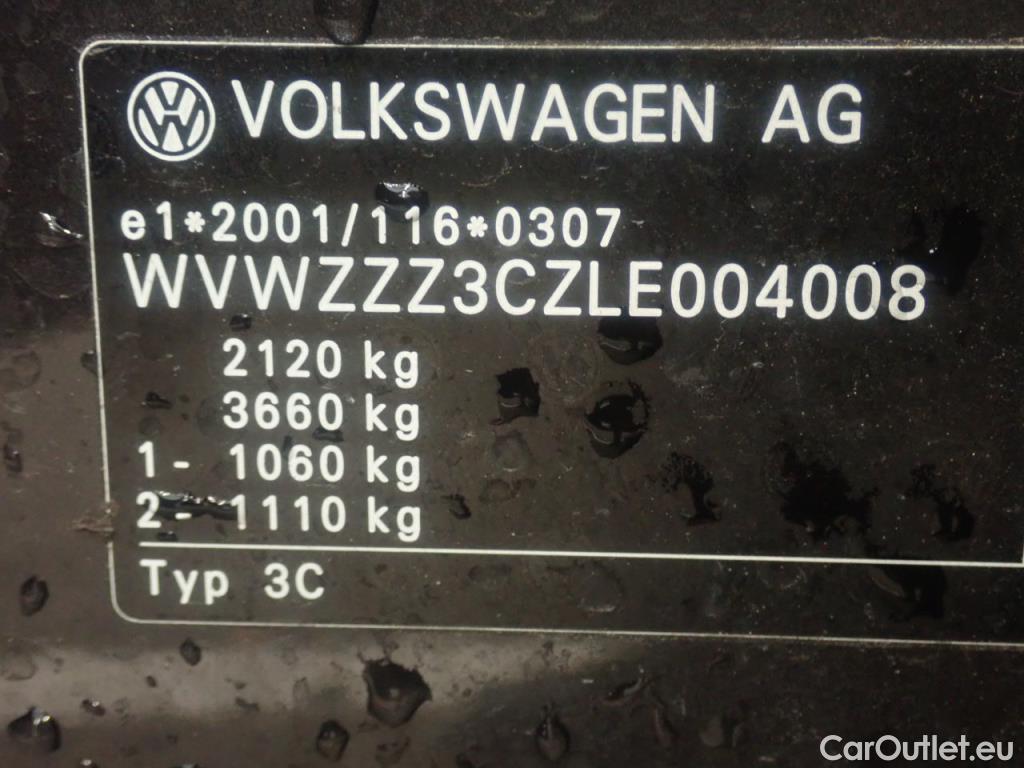 VOLKSWAGEN AG
e1*2001/116*0307
WVWZZZ3CZLE004008
2120 kg
3660 kg
1- 1060 kg
2- 1110 kg
Typ 3C
CarOutlet.eu